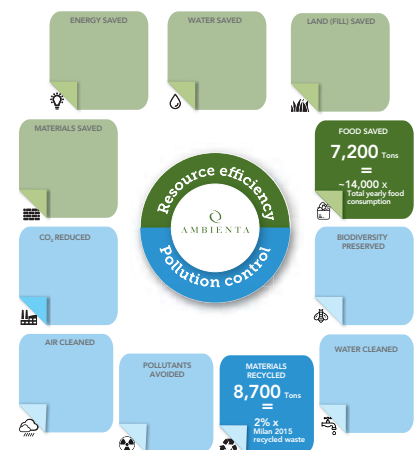 ENERGY SAVED
WATER SAVED
LAND (FILL) SAVED
MATERIALS SAVED
FOOD SAVED
7,200 Tons
=
~14,000 x
Total yearly food
consumption
Resource efficiency
AMBIENTA
Pollution control
CO₂ REDUCED
BIODIVERSITY
PRESERVED
AIR CLEANED
POLLUTANTS
AVOIDED
MATERIALS
RECYCLED
8,700 Tons
=
2% x
Milan 2015
recycled waste
WATER CLEANED